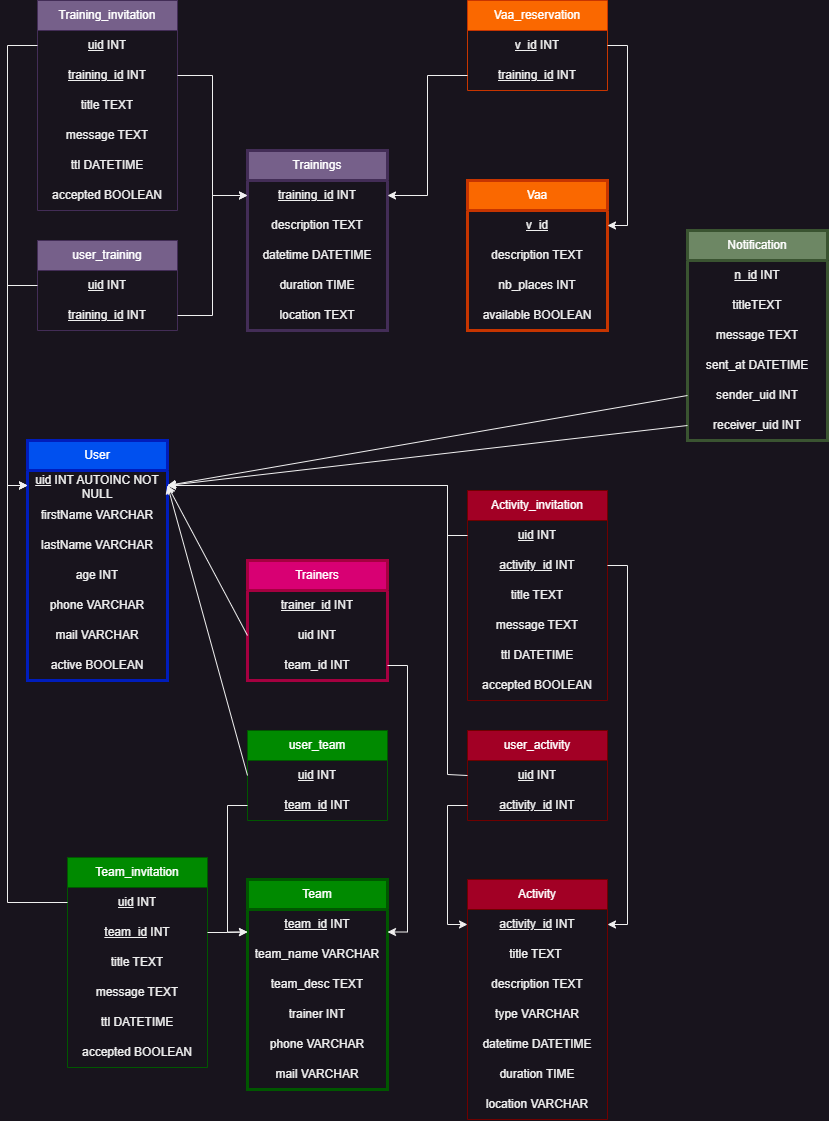 Training_invitation
uid INT
training_id INT
title TEXT
message TEXT
ttl DATETIME
accepted BOOLEAN
Vaa_reservation
v_id INT
training_id INT
Trainings
training_id INT
description TEXT
datetime DATETIME
duration TIME
location TEXT
Vaa
v_id
description TEXT
nb_places INT
available BOOLEAN
user_training
uid INT
training_id INT
Notification
n_id INT
titleTEXT
message TEXT
sent_at DATETIME
sender_uid INT
receiver_uid INT
User
uid INT AUTOINC NOT
NULL
firstName VARCHAR
lastName VARCHAR
age INT
phone VARCHAR
mail VARCHAR
active BOOLEAN
Activity_invitation
uid INT
activity_id INT
title TEXT
message TEXT
ttl DATETIME
accepted BOOLEAN
Trainers
trainer_id INT
uid INT
team_id INT
user_team
uid INT
team_id INT
user_activity
uid INT
activity_id INT
Team_invitation
uid INT
team_id INT
title TEXT
message TEXT
ttl DATETIME
accepted BOOLEAN
Team
team_id INT
team_name VARCHAR
team_desc TEXT
trainer INT
phone VARCHAR
mail VARCHAR
Activity
activity_id INT
title TEXT
description TEXT
type VARCHAR
datetime DATETIME
duration TIME
location VARCHAR